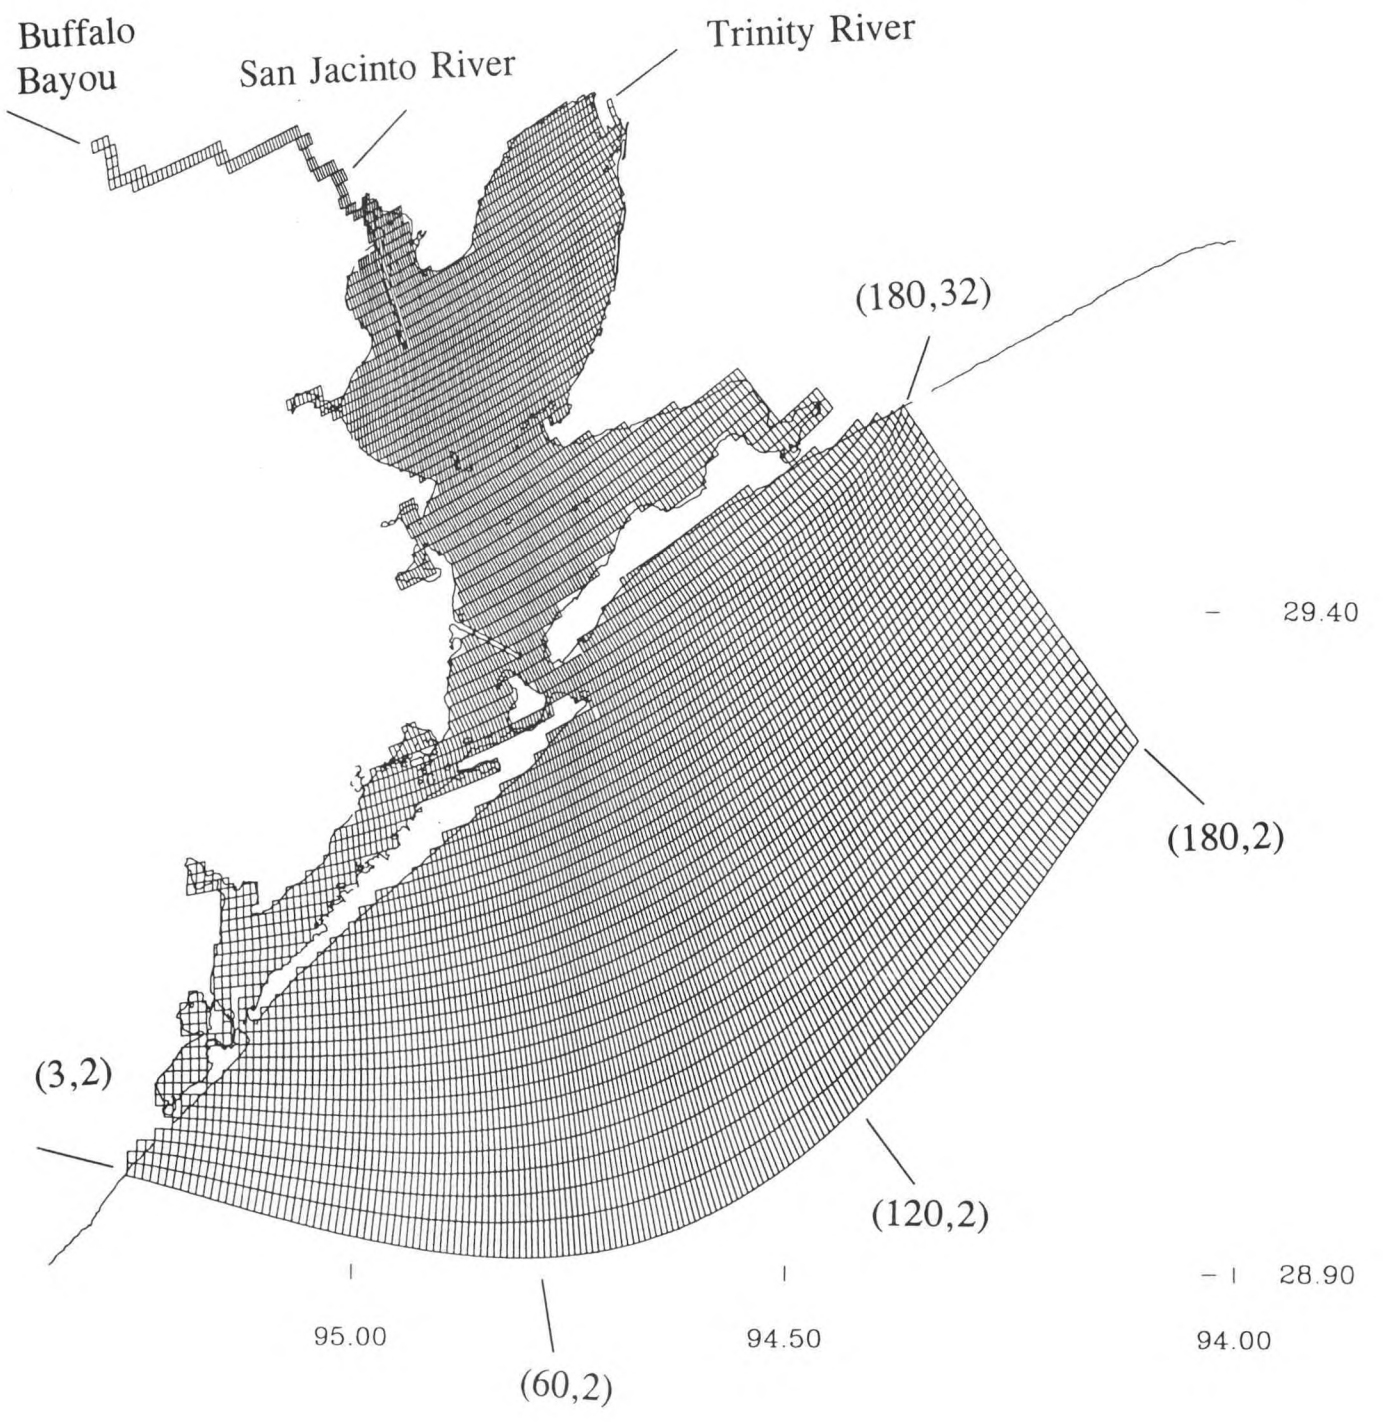 Buffalo
Bayou
San Jacinto River
Trinity River
(180,32)
29.40
(180,2)
(3,2)
(120,2)
28.90
95.00
94.50
94.00
(60,2)